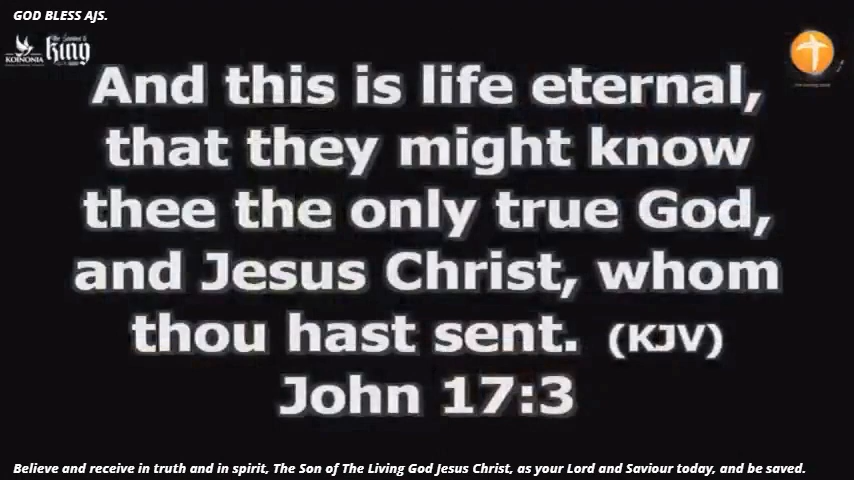 GOD BLESS AJS.
KOINONIA
king
And this is life eternal,
that they might know
thee the only true God,
and Jesus Christ, whom
thou hast sent. (KJV)
John 17:3
Believe and receive in truth and in spirit, The Son of The Living God Jesus Christ, as your Lord and Saviour today, and be saved.